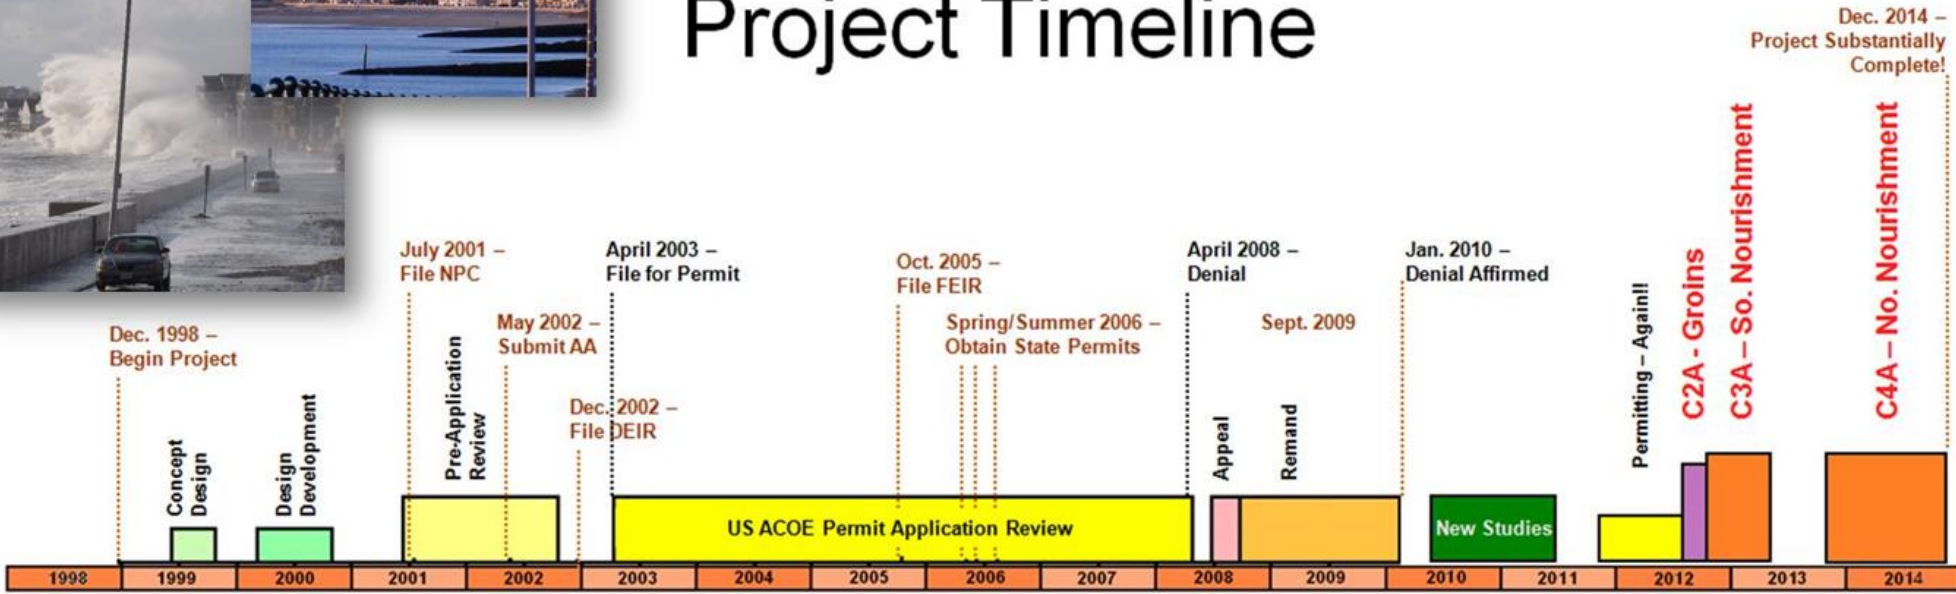 Project Timeline
Dec. 2014 –
Project Substantially
Complete!
Dec. 1998 –
Begin Project
Concept
Design
Design
Development
July 2001 –
File NPC
Pre-Application
Review
May 2002 –
Submit AA
Dec. 2002 –
File DEIR
April 2003 –
File for Permit
US ACOE Permit Application Review
Oct. 2005 –
File FEIR
Spring/Summer 2006 –
Obtain State Permits
April 2008 –
Denial
Appeal
Remand
Sept. 2009
Jan. 2010 –
Denial Affirmed
New Studies
Permitting – Again!!
C2A - Groins
C3A – So. Nourishment
C4A – No. Nourishment
1998 1999 2000 2001 2002 2003 2004 2005 2006 2007 2008 2009 2010 2011 2012 2013 2014